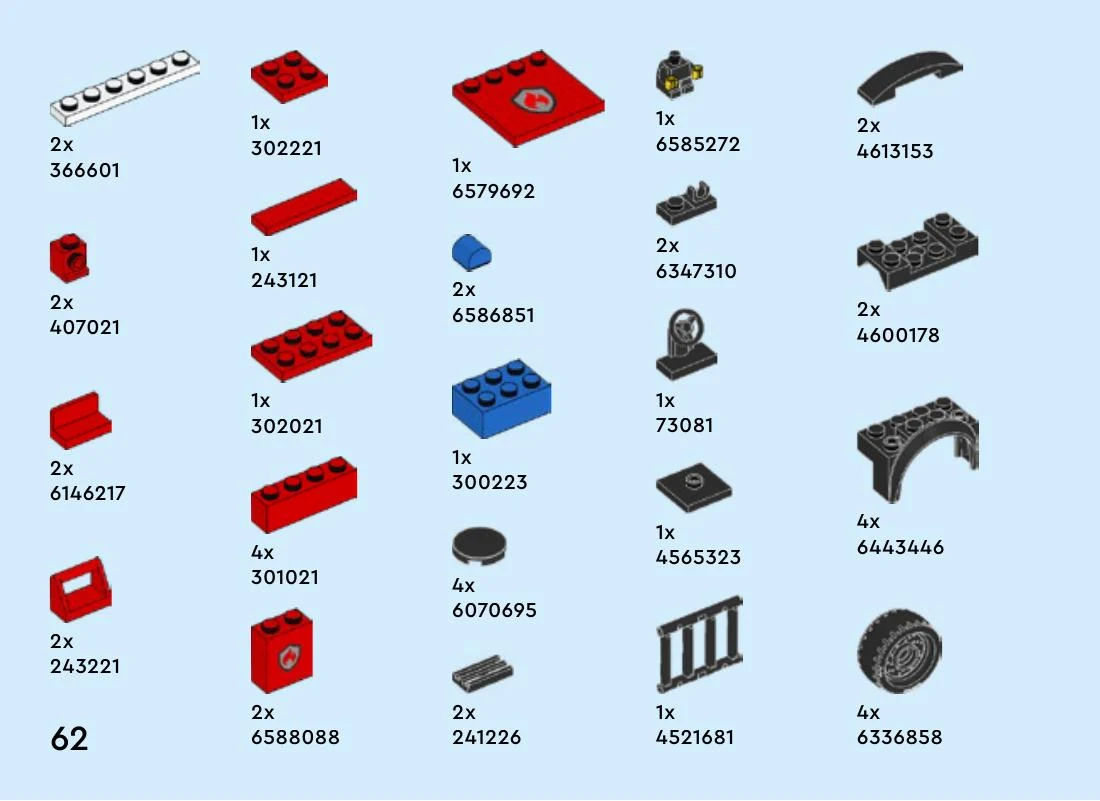 2x
366601
2x
407021
2x
6146217
2x
243221
62
1x
302221
1x
243121
1x
302021
4x
301021
2x
6588088
1x
6579692
2x
6586851
1x
300223
4x
6070695
2x
241226
1x
6585272
2x
6347310
1x
73081
1x
4565323
1x
4521681
2x
4613153
2x
4600178
4x
6443446
4x
6336858